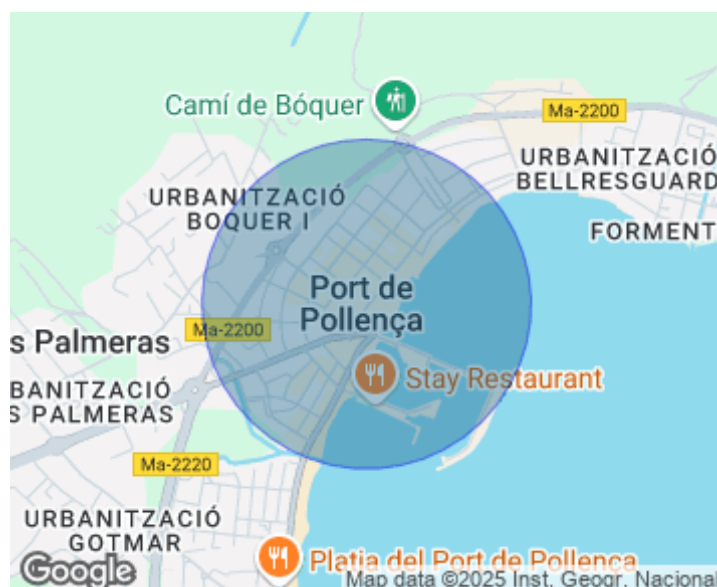 Camí de Bóquer
Ma-2200
URBANITZACIÓ
BELLRESGUARD
URBANITZACIÓ
BOQUER I
FORMENT
Port de
Pollença
Ma-2200
s Palmeras
Stay Restaurant
BANITZACIÓ
S PALMERAS
Ma-2220
URBANITZACIÓ
GOTMAR
Platja del Port de Pollença
Google
Map data ©2025 Inst. Geogr. Nacional